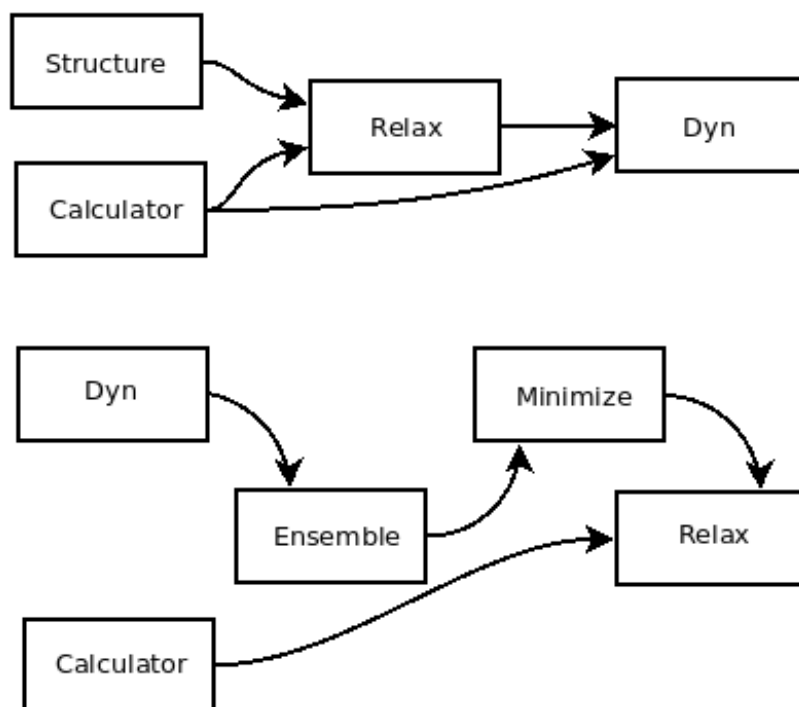 Structure
Relax
Dyn
Calculator
Dyn
Minimize
Ensemble
Relax
Calculator